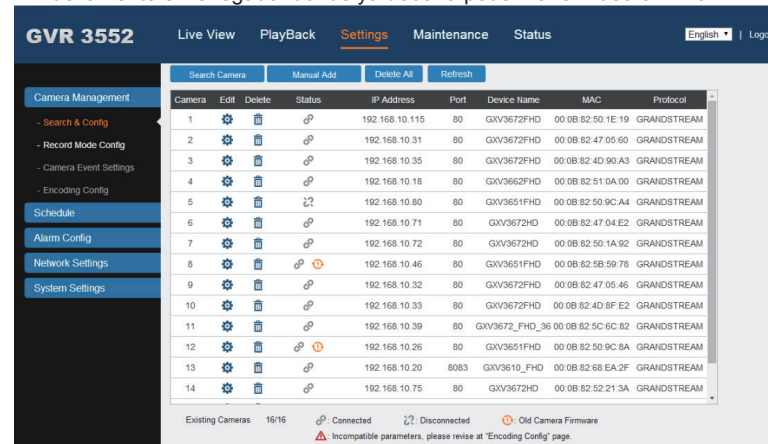 GVR 3552
Live View PlayBack Settings Maintenance Status English | Logo
Search Camera Manual Add Delete All Refresh
Camera Management
- Search & Config
- Record Mode Config
- Camera Event Settings
- Encoding Config
Schedule
Alarm Config
Network Settings
System Settings
Camera Edit Delete Status IP Address Port Device Name MAC Protocol
1 192.168.10.115 80 GXV3672FHD 00:0B:82:50:1E:19 GRANDSTREAM
2 192.168.10.31 80 GXV3672FHD 00:0B:82:47:05:60 GRANDSTREAM
3 192.168.10.35 80 GXV3672FHD 00:0B:82:4D:90:A3 GRANDSTREAM
4 192.168.10.18 80 GXV3662FHD 00:0B:82:51:0A:00 GRANDSTREAM
5 192.168.10.80 80 GXV3651FHD 00:0B:82:50:9C:A4 GRANDSTREAM
6 192.168.10.71 80 GXV3672HD 00:0B:82:47:04:E2 GRANDSTREAM
7 192.168.10.72 80 GXV3672HD 00:0B:82:50:1A:92 GRANDSTREAM
8 192.168.10.46 80 GXV3651FHD 00:0B:82:5B:59:78 GRANDSTREAM
9 192.168.10.32 80 GXV3672FHD 00:0B:82:47:05:46 GRANDSTREAM
10 192.168.10.33 80 GXV3672FHD 00:0B:82:4D:8F:E2 GRANDSTREAM
11 192.168.10.39 80 GXV3672_FHD_36 00:0B:82:5C:6C:82 GRANDSTREAM
12 192.168.10.26 80 GXV3651FHD 00:0B:82:50:9C:8A GRANDSTREAM
13 192.168.10.20 8083 GXV3610_FHD 00:0B:82:68:EA:2F GRANDSTREAM
14 192.168.10.75 80 GXV3672HD 00:0B:82:52:21:3A GRANDSTREAM
Existing Cameras 16/16 : Connected : Disconnected : Old Camera Firmware
: Incompatible parameters, please revise at "Encoding Config" page.